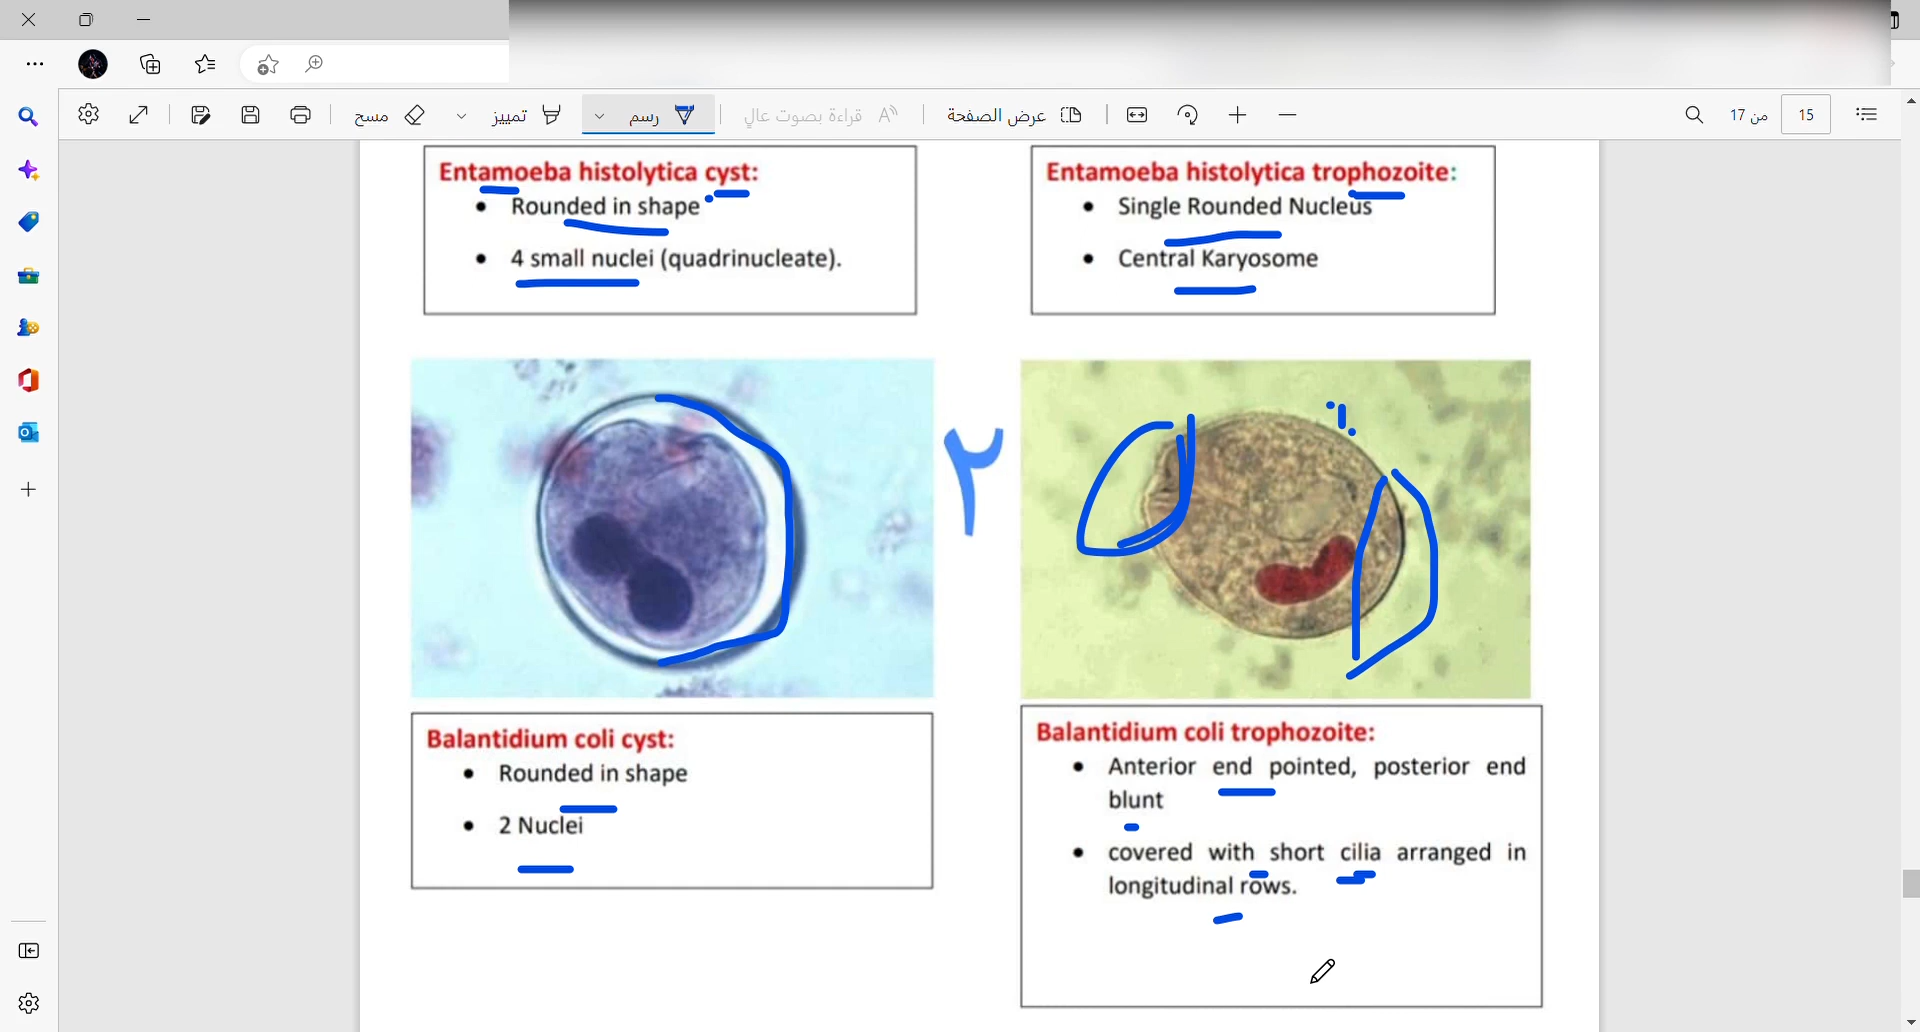 مسح
تمييز
رسم
قراءة بصوت عالٍ
عرض الصفحة
من 17
15
Entamoeba histolytica cyst:
• Rounded in shape
• 4 small nuclei (quadrinucleate).
Entamoeba histolytica trophozoite:
• Single Rounded Nucleus
• Central Karyosome
٢
Balantidium coli cyst:
• Rounded in shape
• 2 Nuclei
Balantidium coli trophozoite:
• Anterior end pointed, posterior end
blunt
• covered with short cilia arranged in
longitudinal rows.